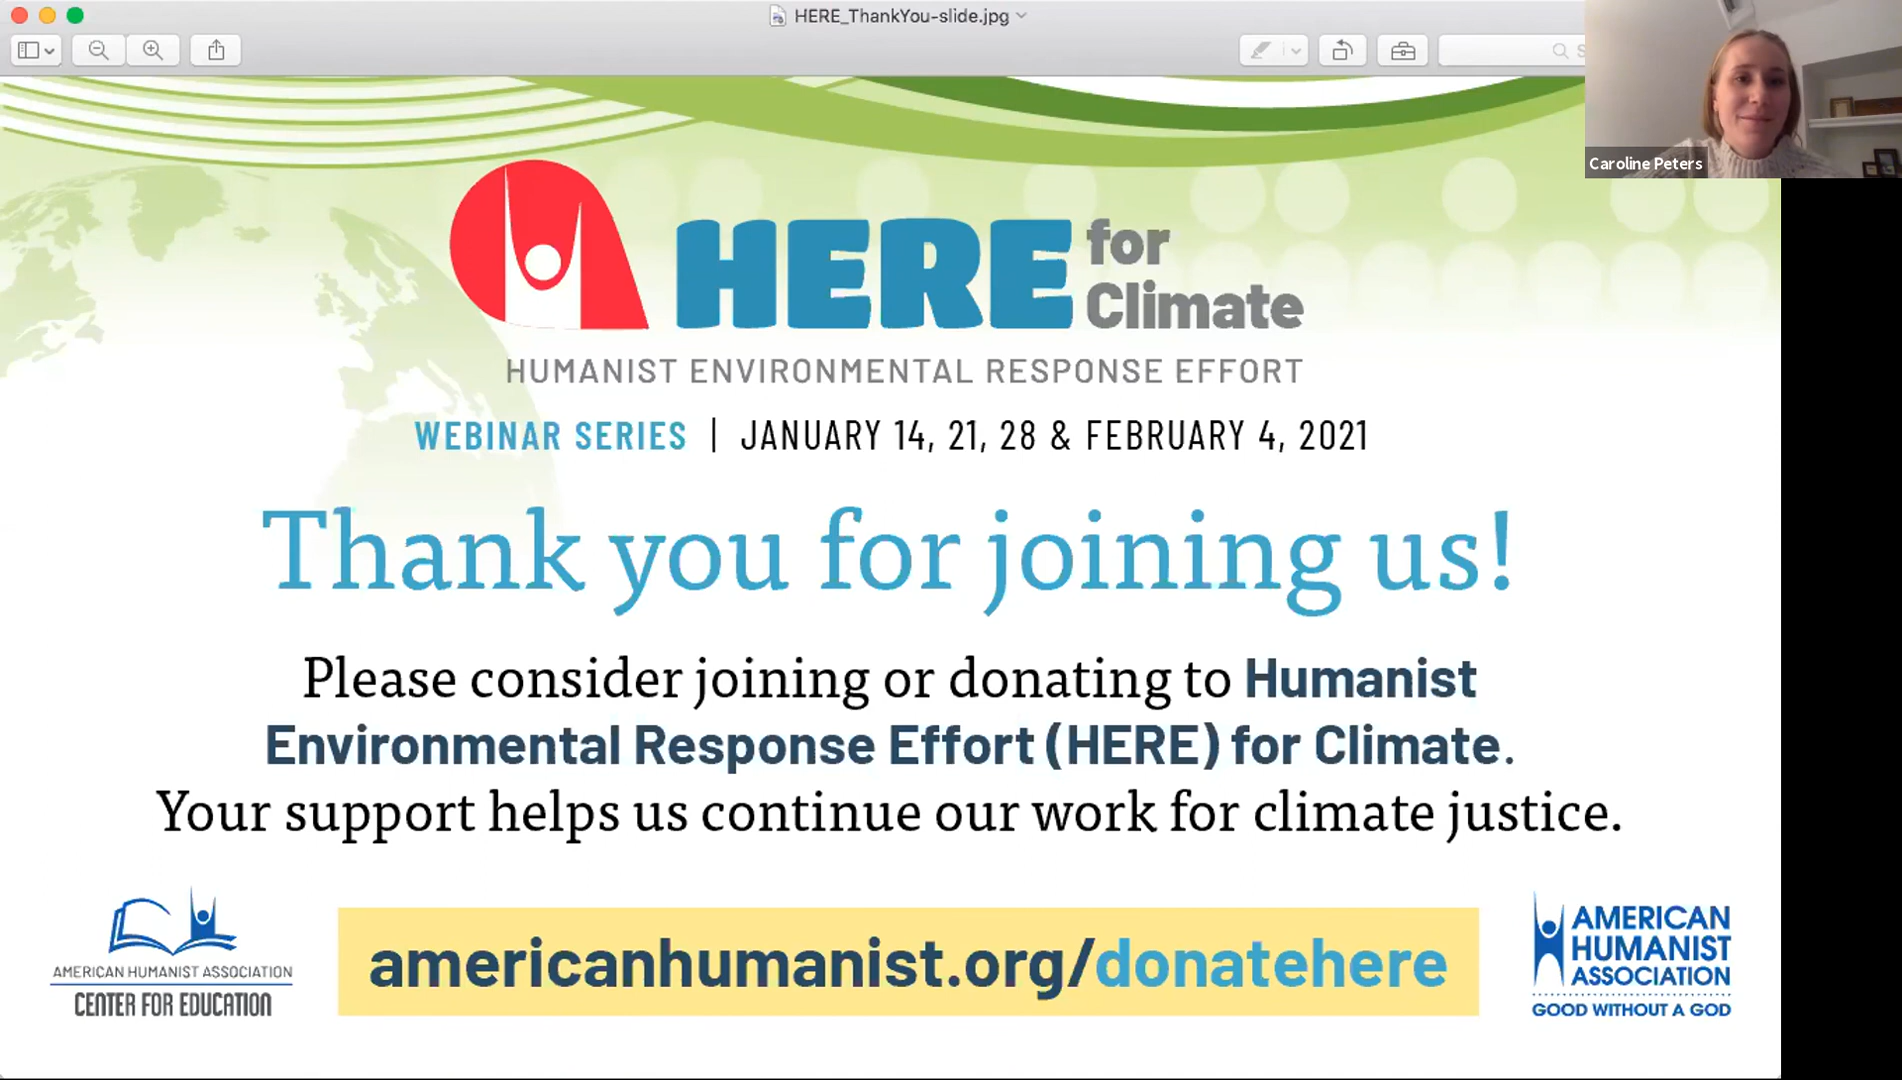 HERE_ThankYou-slide.jpg
Caroline Peters
HERE for Climate
HUMANIST ENVIRONMENTAL RESPONSE EFFORT
WEBINAR SERIES | JANUARY 14, 21, 28 & FEBRUARY 4, 2021
Thank you for joining us!
Please consider joining or donating to Humanist
Environmental Response Effort (HERE) for Climate.
Your support helps us continue our work for climate justice.
AMERICAN HUMANIST ASSOCIATION
CENTER FOR EDUCATION
americanhumanist.org/donatehere
AMERICAN
HUMANIST
ASSOCIATION
GOOD WITHOUT A GOD